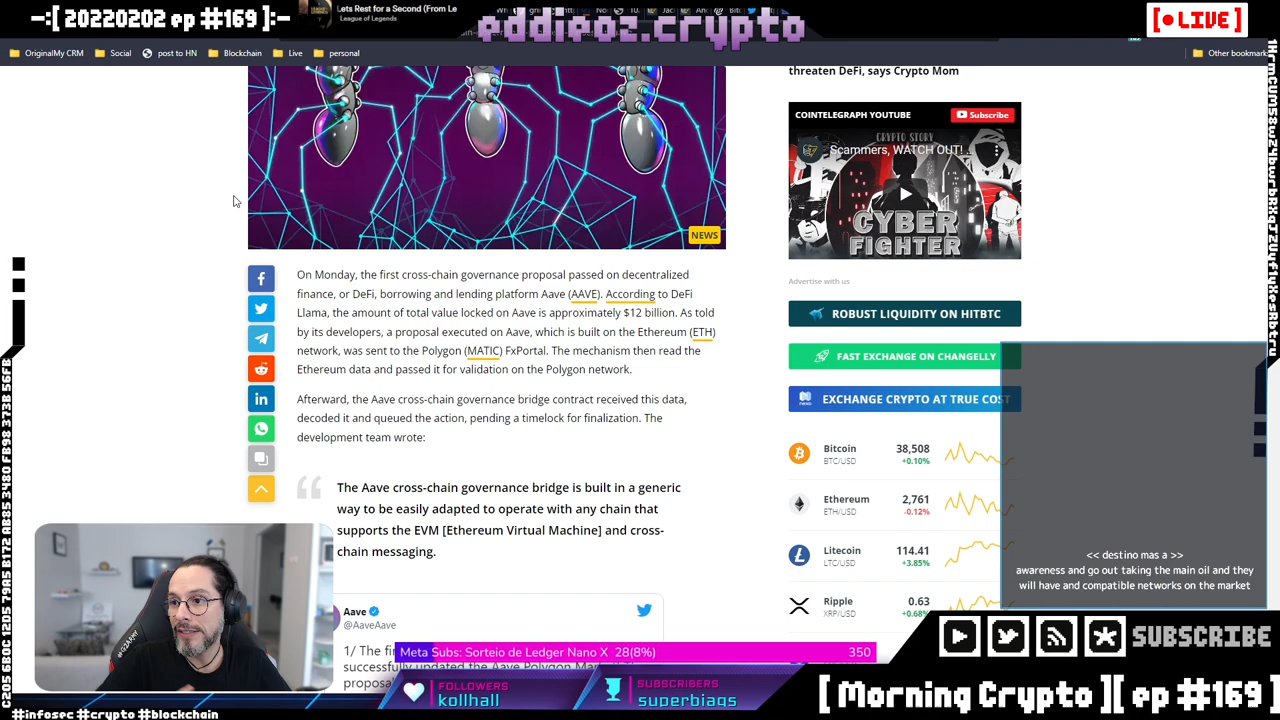 -:[ 20220202 ep #169 ]:-
Lets Rest for a Second (From Le
League of Legends
eddieoz.crypto
[ LIVE ]
OriginalMy CRM
Social
post to HN
Blockchain
Live
personal
Other bookmark
threaten DeFi, says Crypto Mom
COINTELEGRAPH YOUTUBE
Subscribe
CRYPTO STORY
Scammers, WATCH OUT! ...
CYBER
FIGHTER
NEWS
Advertise with us
ROBUST LIQUIDITY ON HITBTC
FAST EXCHANGE ON CHANGELLY
EXCHANGE CRYPTO AT TRUE COST
On Monday, the first cross-chain governance proposal passed on decentralized
finance, or DeFi, borrowing and lending platform Aave (AAVE). According to DeFi
Llama, the amount of total value locked on Aave is approximately $12 billion. As told
by its developers, a proposal executed on Aave, which is built on the Ethereum (ETH)
network, was sent to the Polygon (MATIC) FxPortal. The mechanism then read the
Ethereum data and passed it for validation on the Polygon network.
Afterward, the Aave cross-chain governance bridge contract received this data,
decoded it and queued the action, pending a timelock for finalization. The
development team wrote:
The Aave cross-chain governance bridge is built in a generic
way to be easily adapted to operate with any chain that
supports the EVM [Ethereum Virtual Machine] and cross-
chain messaging.
Aave
@AaveAave
1/ The fi
successfully updated the Aave Polygon Ma
proposa
Bitcoin 38,508
BTC/USD +0.10%
Ethereum 2,761
ETH/USD -0.12%
Litecoin 114.41
LTC/USD +3.85%
Ripple 0.63
XRP/USD +0.68%
<< destino mas a >>
awareness and go out taking the main oil and they
will have and compatible networks on the market
Meta Subs: Sorteio de Ledger Nano X 28(8%) 350
FOLLOWERS
kollhall
SUBSCRIBERS
superbiags
SUBSCRIBE
[ Morning Crypto ][ ep #169 ]
#infosec #crypto #blockchain